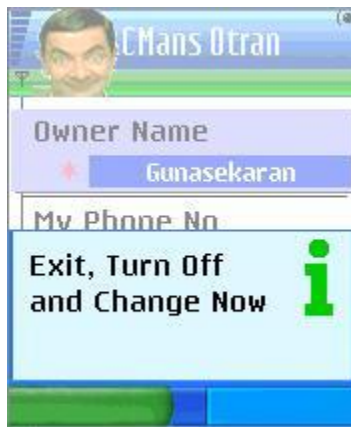 CMans Otran
Owner Name
Gunasekaran
My Phone No
Exit, Turn Off
and Change Now